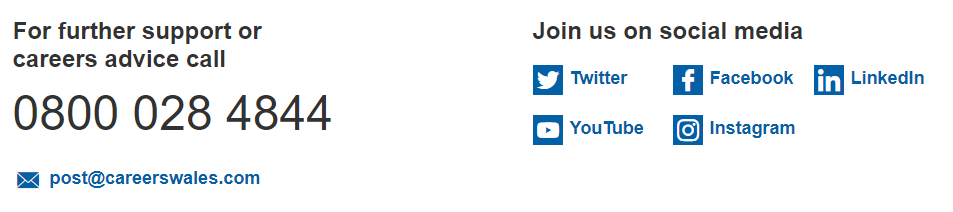 For further support or
careers advice call
0800 028 4844
post@careerswales.com
Join us on social media
Twitter Facebook LinkedIn
YouTube Instagram